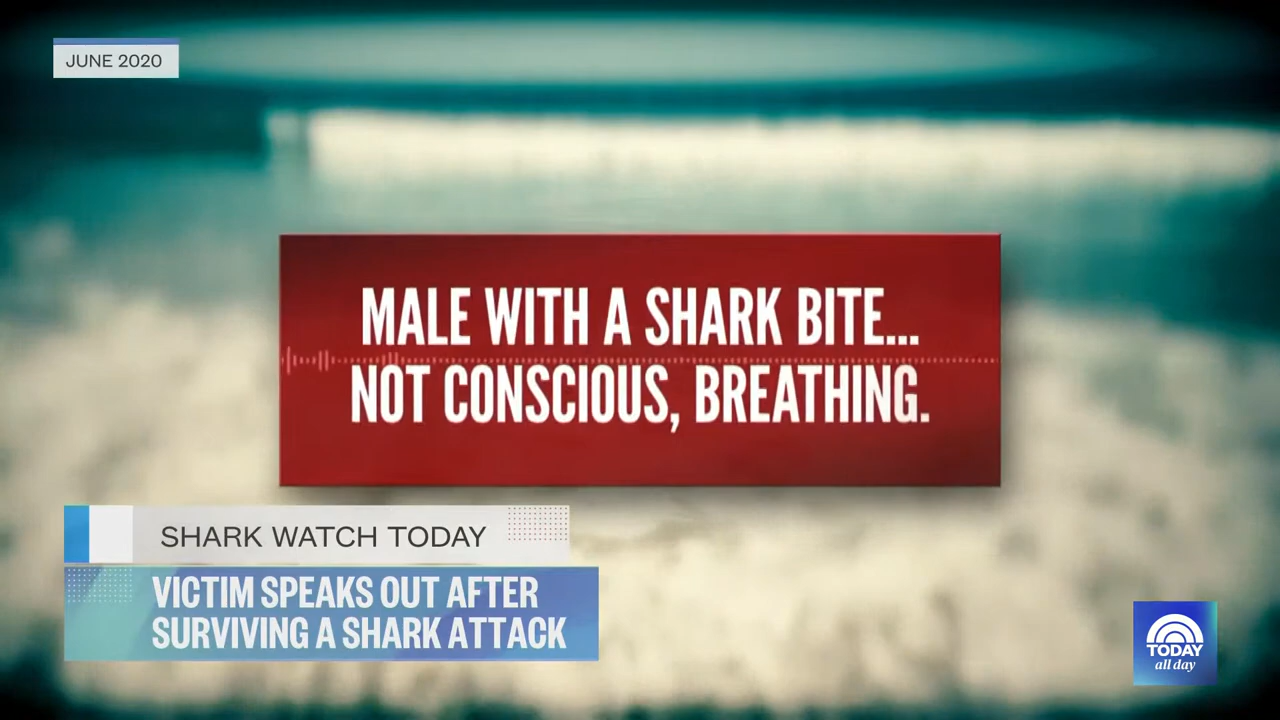 JUNE 2020
MALE WITH A SHARK BITE...
NOT CONSCIOUS, BREATHING.
SHARK WATCH TODAY
VICTIM SPEAKS OUT AFTER
SURVIVING A SHARK ATTACK
TODAY
all day